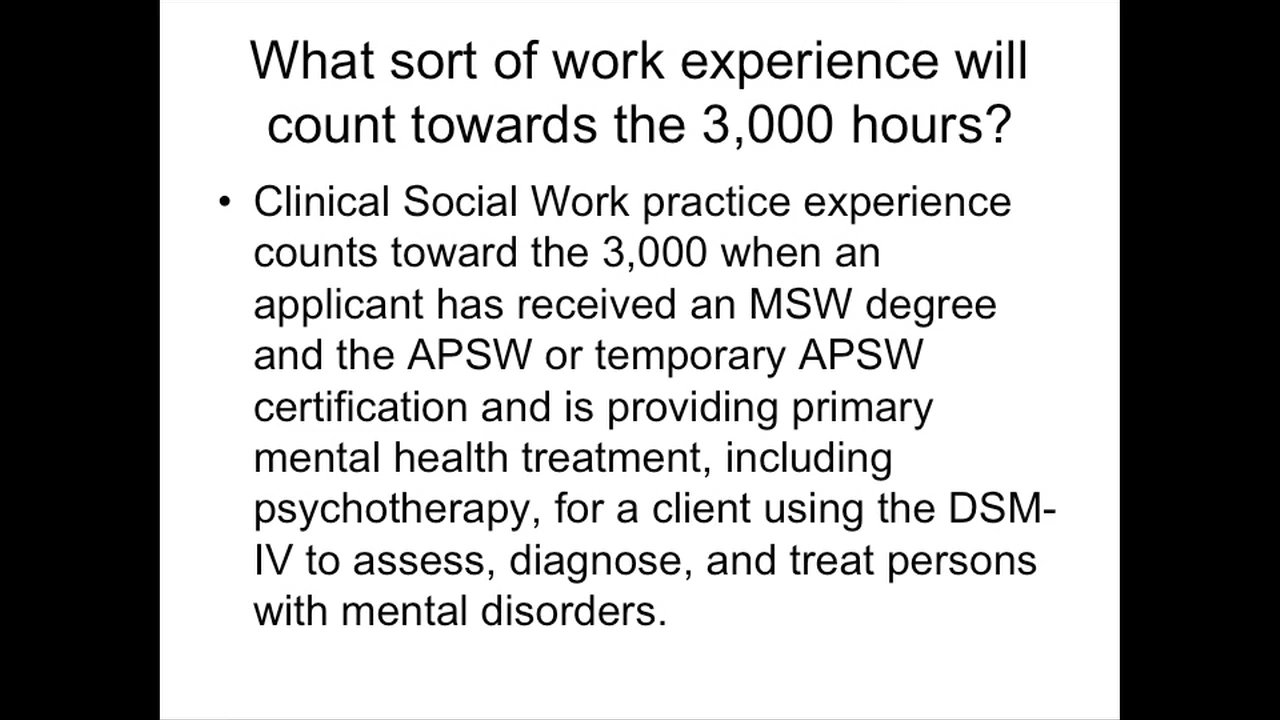 What sort of work experience will
count towards the 3,000 hours?
• Clinical Social Work practice experience
counts toward the 3,000 when an
applicant has received an MSW degree
and the APSW or temporary APSW
certification and is providing primary
mental health treatment, including
psychotherapy, for a client using the DSM-
IV to assess, diagnose, and treat persons
with mental disorders.